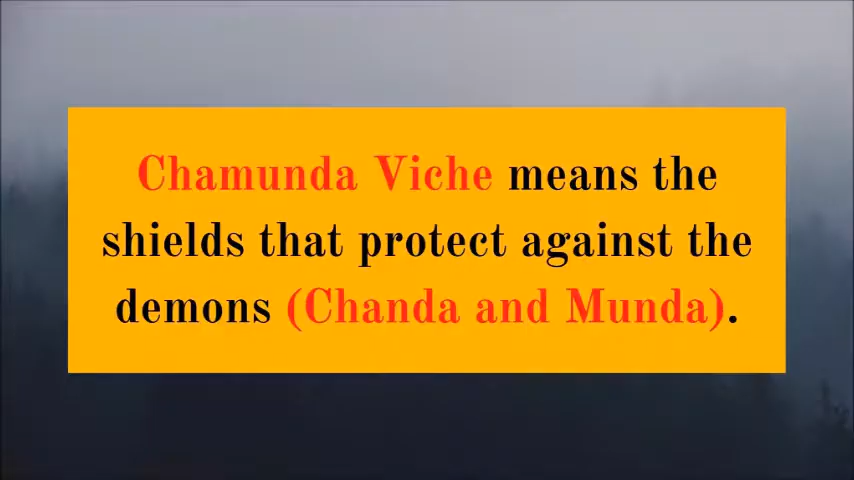 Chamunda Viche means the
shields that protect against the
demons (Chanda and Munda).